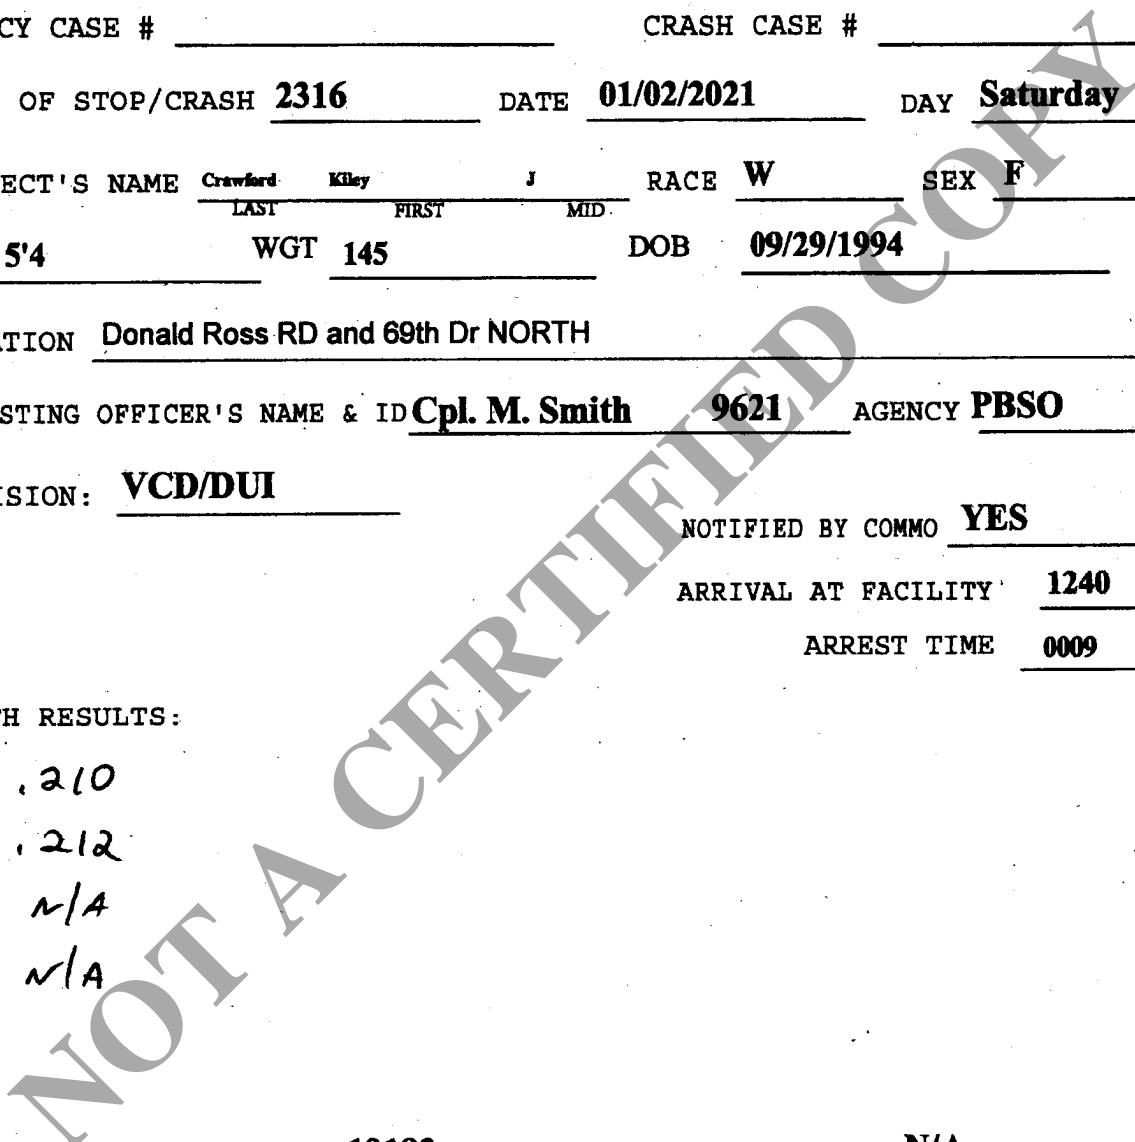 CY CASE # CRASH CASE #
OF STOP/CRASH 2316 DATE 01/02/2021 DAY Saturday
ECT'S NAME Crawford Kiley J RACE W SEX F
LAST FIRST MID.
5'4 WGT 145 DOB 09/29/1994
ATION Donald Ross RD and 69th Dr NORTH
STING OFFICER'S NAME & ID Cpl. M. Smith 9621 AGENCY PBSO
ISION: VCD/DUI
NOTIFIED BY COMMO YES
ARRIVAL AT FACILITY 1240
ARREST TIME 0009
TH RESULTS:
.210
.212
N/A
N/A
N/A
NOT A CERTIFIED COPY